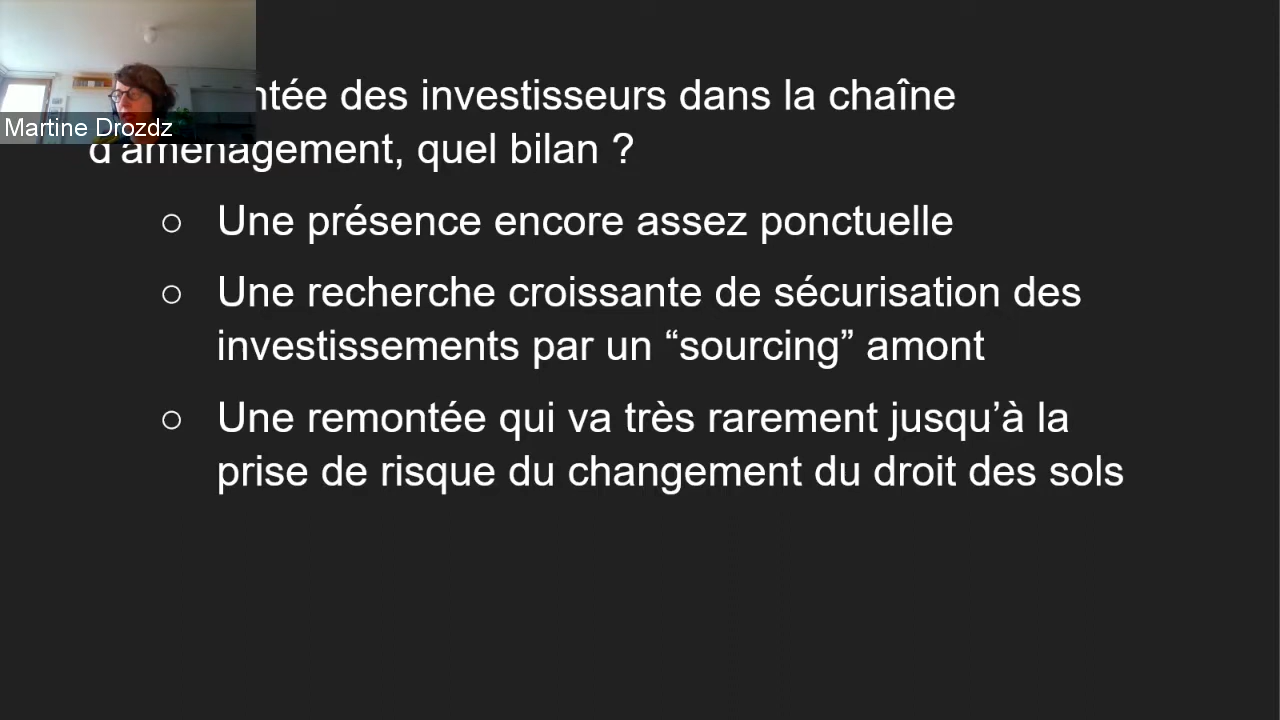 ntée des investisseurs dans la chaîne
Martine Drozdz
d'aménagement, quel bilan ?
○ Une présence encore assez ponctuelle
○ Une recherche croissante de sécurisation des
investissements par un “sourcing” amont
○ Une remontée qui va très rarement jusqu’à la
prise de risque du changement du droit des sols